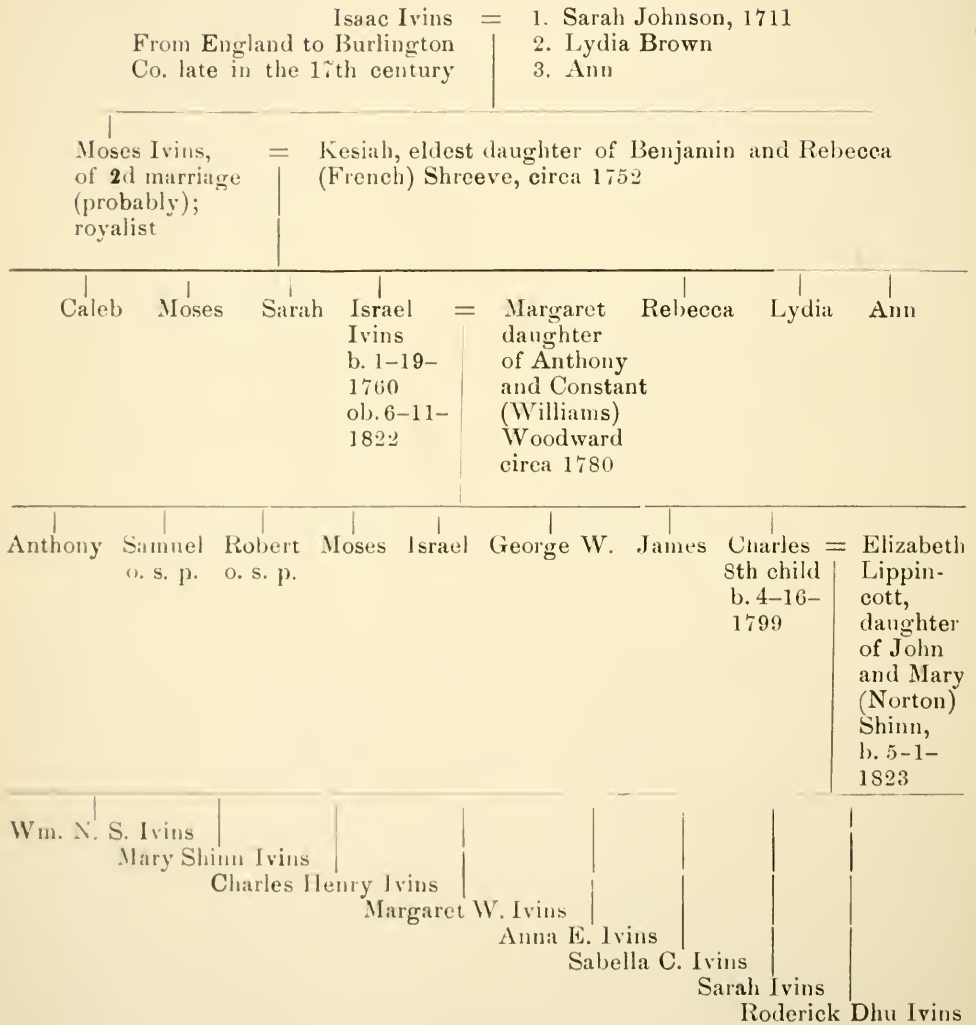 Isaac Ivins = 1. Sarah Johnson, 1711
From England to Burlington 2. Lydia Brown
Co. late in the 17th century 3. Ann
Moses Ivins, = Kesiah, eldest daughter of Benjamin and Rebecca
of 2d marriage (French) Shreeve, circa 1752
(probably);
royalist
Caleb Moses Sarah Israel = Margaret Rebecca Lydia Ann
Ivins daughter
b. 1-19- of Anthony
1760 and Constant
ob. 6-11- (Williams)
1822 Woodward
circa 1780
Anthony Samuel Robert Moses Israel George W. James Charles = Elizabeth
o. s. p. o. s. p. 8th child Lippin-
b. 4-16- cott,
1799 daughter
of John
and Mary
(Norton)
Shinn,
b. 5-1-
1823
Wm. N. S. Ivins
Mary Shinn Ivins
Charles Henry Ivins
Margaret W. Ivins
Anna E. Ivins
Sabella C. Ivins
Sarah Ivins
Roderick Dhu Ivins